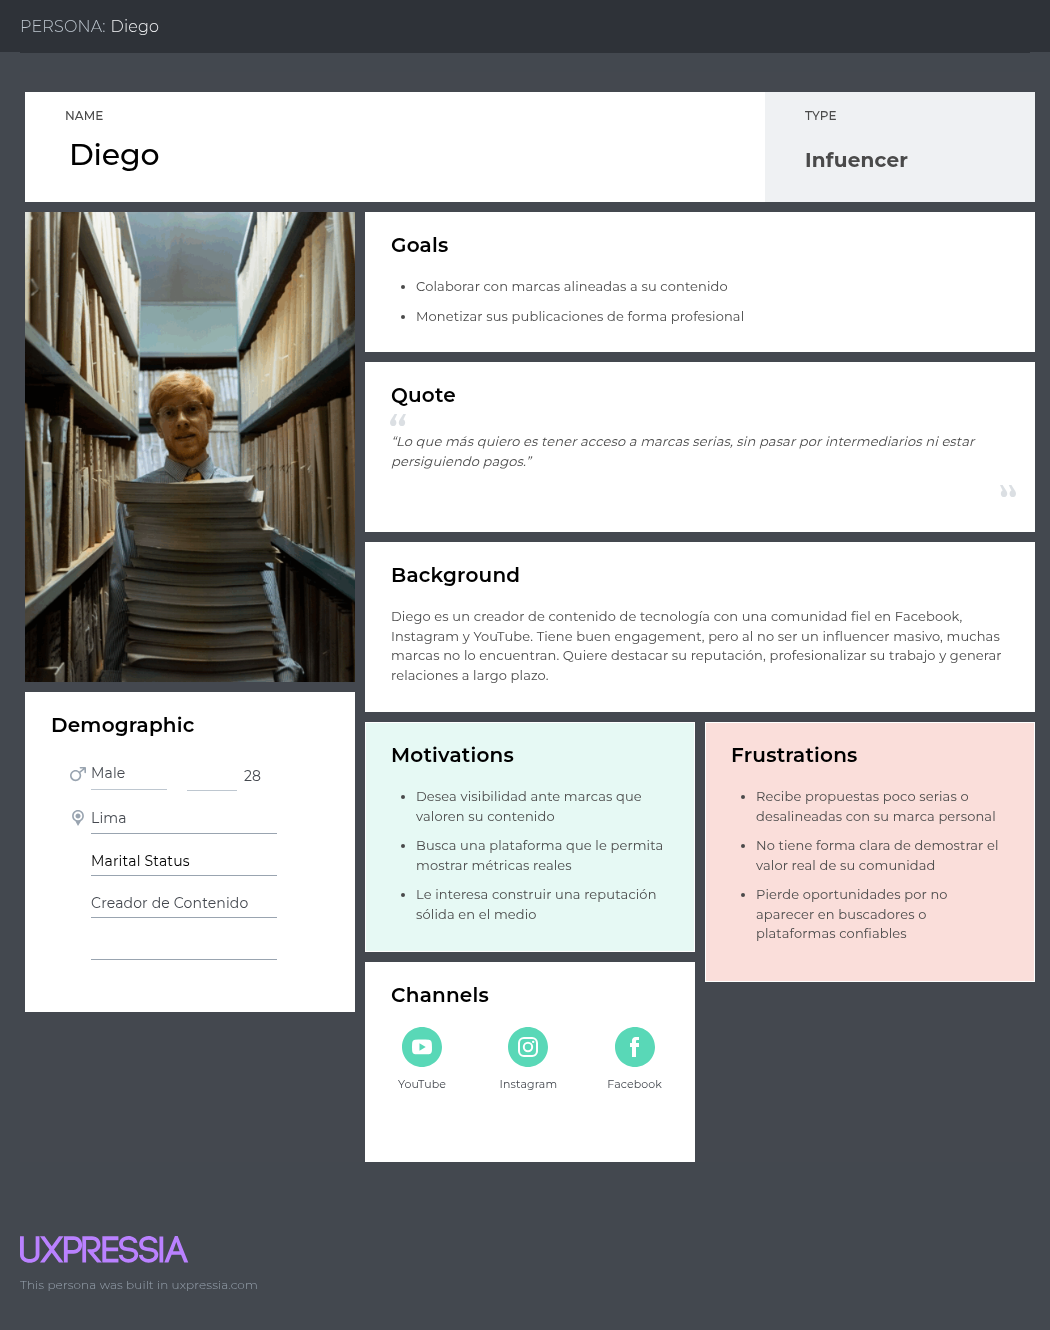 PERSONA: Diego
NAME
Diego
TYPE
Infuencer
Goals
Colaborar con marcas alineadas a su contenido
Monetizar sus publicaciones de forma profesional
Quote
“
“Lo que más quiero es tener acceso a marcas serias, sin pasar por intermediarios ni estar
persiguiendo pagos.”
”
Background
Diego es un creador de contenido de tecnología con una comunidad fiel en Facebook,
Instagram y YouTube. Tiene buen engagement, pero al no ser un influencer masivo, muchas
marcas no lo encuentran. Quiere destacar su reputación, profesionalizar su trabajo y generar
relaciones a largo plazo.
Demographic
Male 28
Lima
Marital Status
Creador de Contenido
Motivations
Desea visibilidad ante marcas que
valoren su contenido
Busca una plataforma que le permita
mostrar métricas reales
Le interesa construir una reputación
sólida en el medio
Frustrations
Recibe propuestas poco serias o
desalineadas con su marca personal
No tiene forma clara de demostrar el
valor real de su comunidad
Pierde oportunidades por no
aparecer en buscadores o
plataformas confiables
Channels
YouTube Instagram Facebook
UXPRESSIA
This persona was built in uxpressia.com